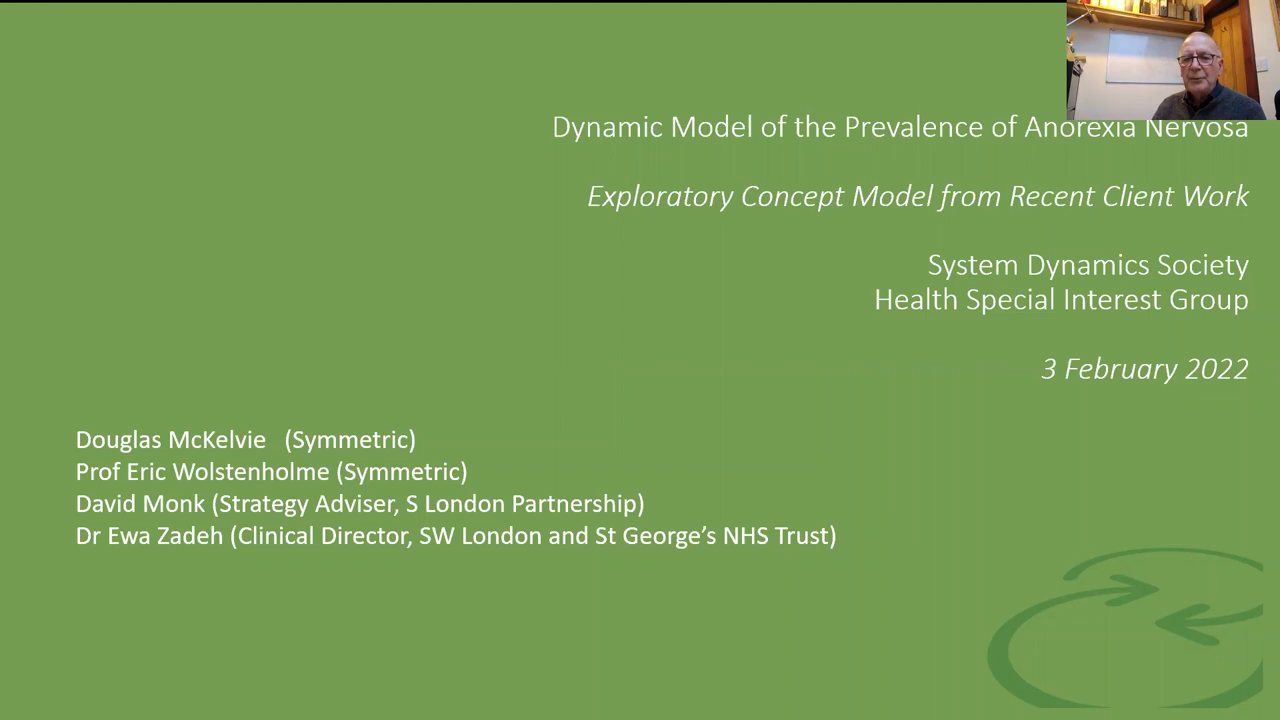 Dynamic Model of the Prevalence of Anorexia Nervosa
Exploratory Concept Model from Recent Client Work
System Dynamics Society
Health Special Interest Group
3 February 2022
Douglas McKelvie (Symmetric)
Prof Eric Wolstenholme (Symmetric)
David Monk (Strategy Adviser, S London Partnership)
Dr Ewa Zadeh (Clinical Director, SW London and St George’s NHS Trust)